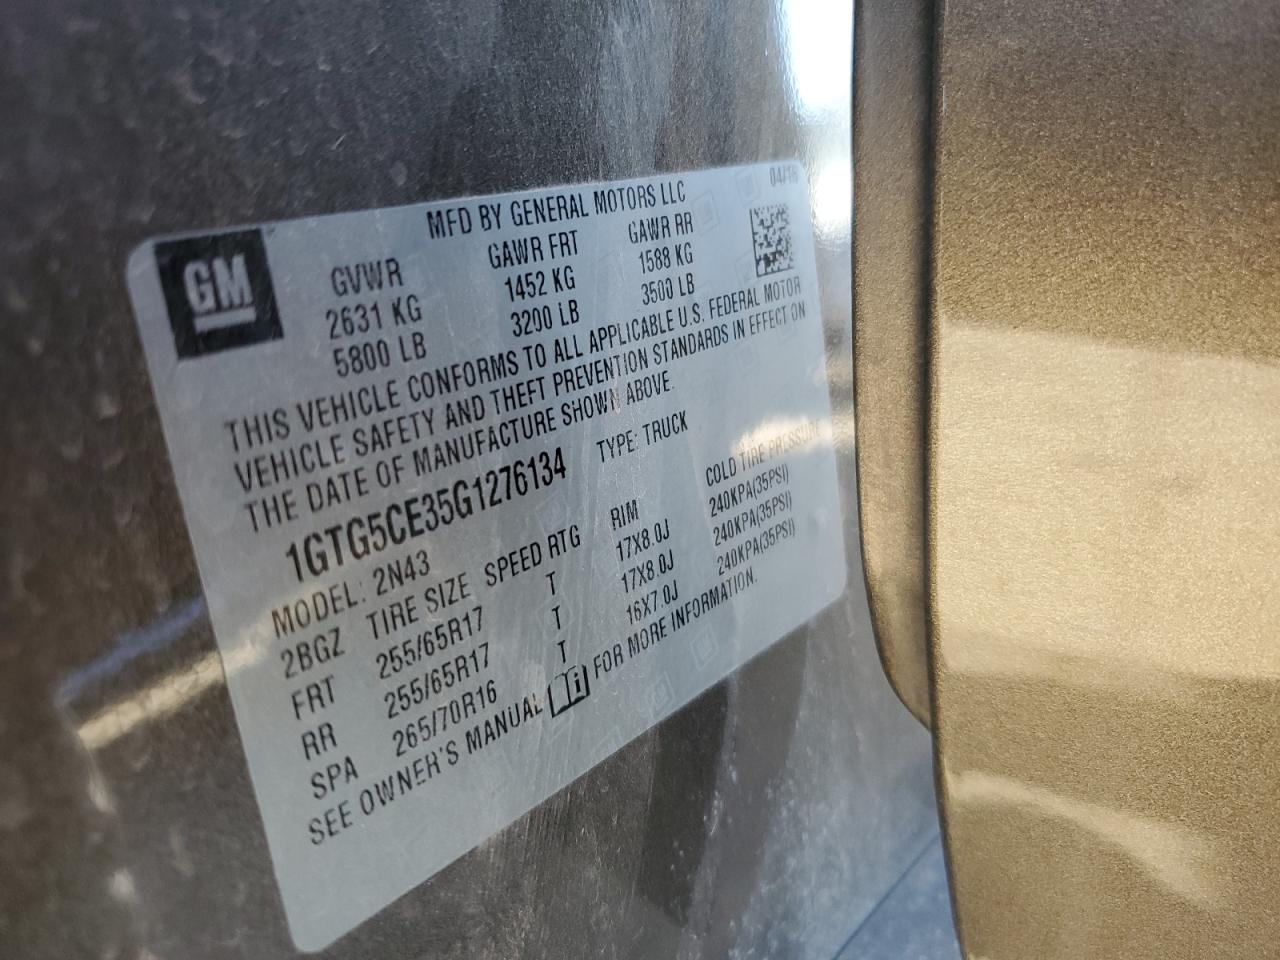 MFD BY GENERAL MOTORS LLC 04/16
GM
GVWR GAWR FRT GAWR RR
2631 KG 1452 KG 1588 KG
5800 LB 3200 LB 3500 LB
THIS VEHICLE CONFORMS TO ALL APPLICABLE U.S. FEDERAL MOTOR
VEHICLE SAFETY AND THEFT PREVENTION STANDARDS IN EFFECT ON
THE DATE OF MANUFACTURE SHOWN ABOVE.
1GTG5CE35G1276134 TYPE: TRUCK
MODEL: 2N43
2BGZ TIRE SIZE SPEED RTG RIM COLD TIRE PRESSURE
FRT 255/65R17 T 17X8.0J 240KPA(35PSI)
RR 255/65R17 T 17X8.0J 240KPA(35PSI)
SPA 265/70R16 T 16X7.0J 240KPA(35PSI)
SEE OWNER'S MANUAL i FOR MORE INFORMATION.